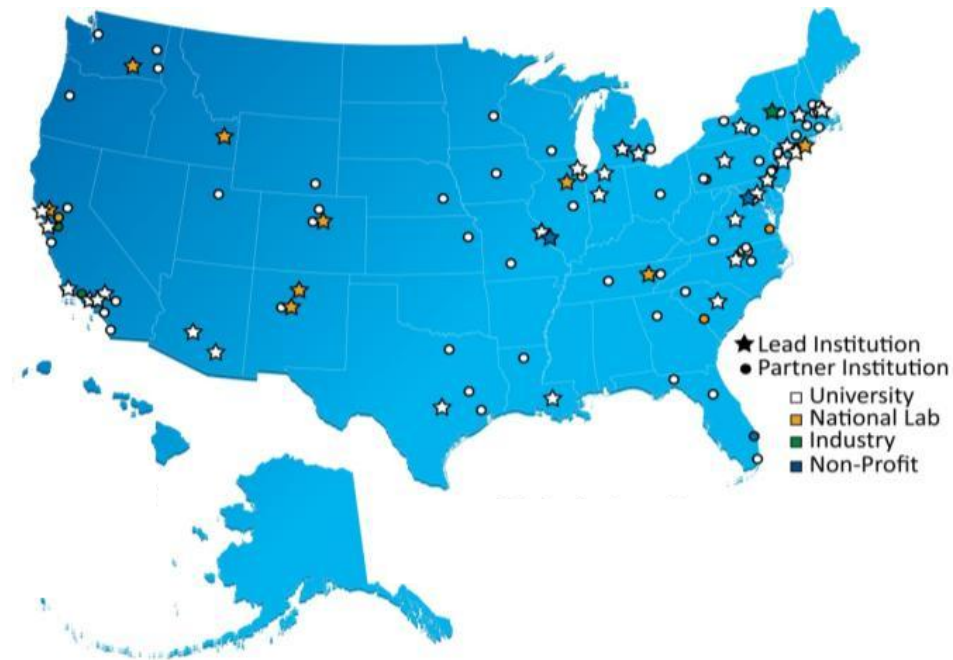 Lead Institution
Partner Institution
University
National Lab
Industry
Non-Profit